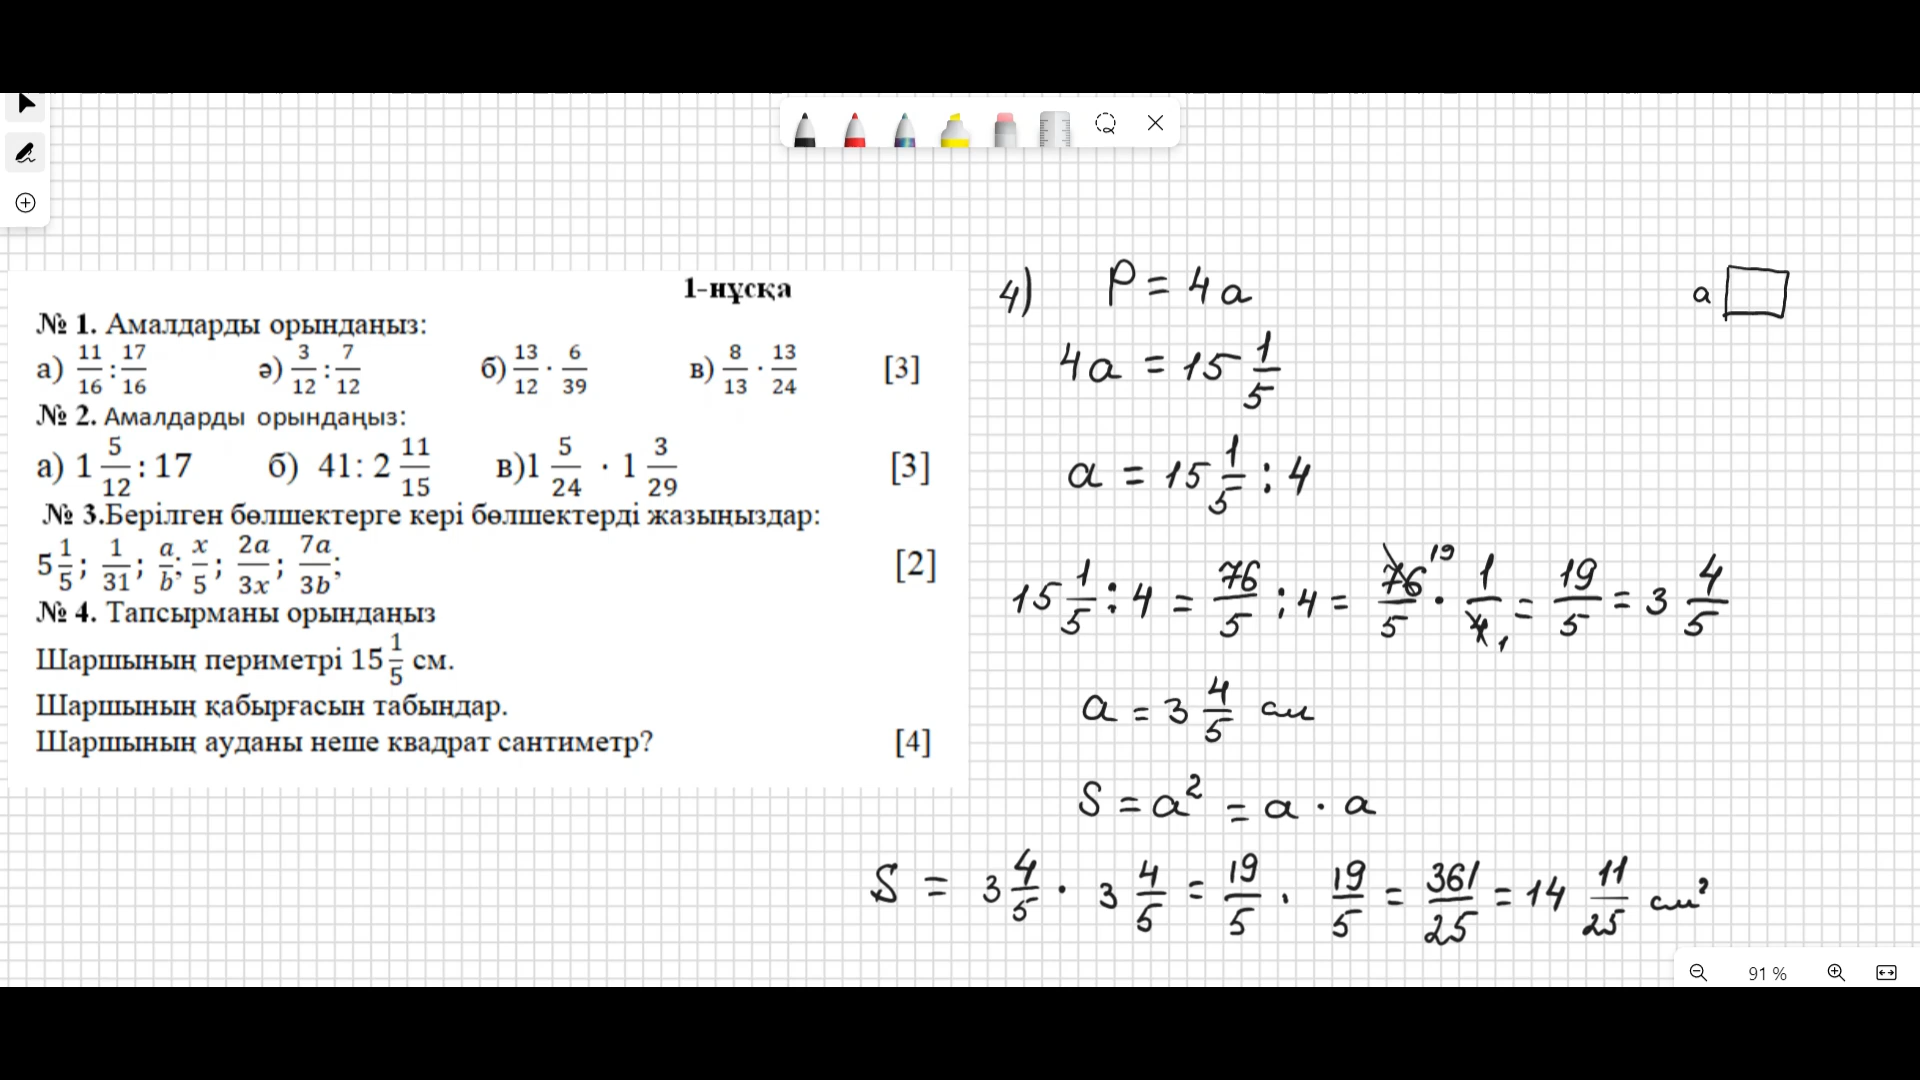 1-нұсқа
№ 1. Амалдарды орындаңыз:
а) 11/16 : 17/16 ә) 3/12 : 7/12 б) 13/12 · 6/39 в) 8/13 · 13/24 [3]
№ 2. Амалдарды орындаңыз:
а) 1 5/12 : 17 б) 41: 2 11/15 в)1 5/24 · 1 3/29 [3]
№ 3.Берілген бөлшектерге кері бөлшектерді жазыңыздар:
5 1/5; 1/31; a/b; x/5; 2a/3x; 7a/3b; [2]
№ 4. Тапсырманы орындаңыз
Шаршының периметрі 15 1/5 см.
Шаршының қабырғасын табыңдар.
Шаршының ауданы неше квадрат сантиметр? [4]
4) P = 4a
a
4a = 15 1/5
a = 15 1/5 : 4
15 1/5 : 4 = 76/5 : 4 = 76 19/5 · 1/4 1 = 19/5 = 3 4/5
a = 3 4/5 см
S = a² = a · a
S = 3 4/5 · 3 4/5 = 19/5 · 19/5 = 361/25 = 14 11/25 см²
91 %